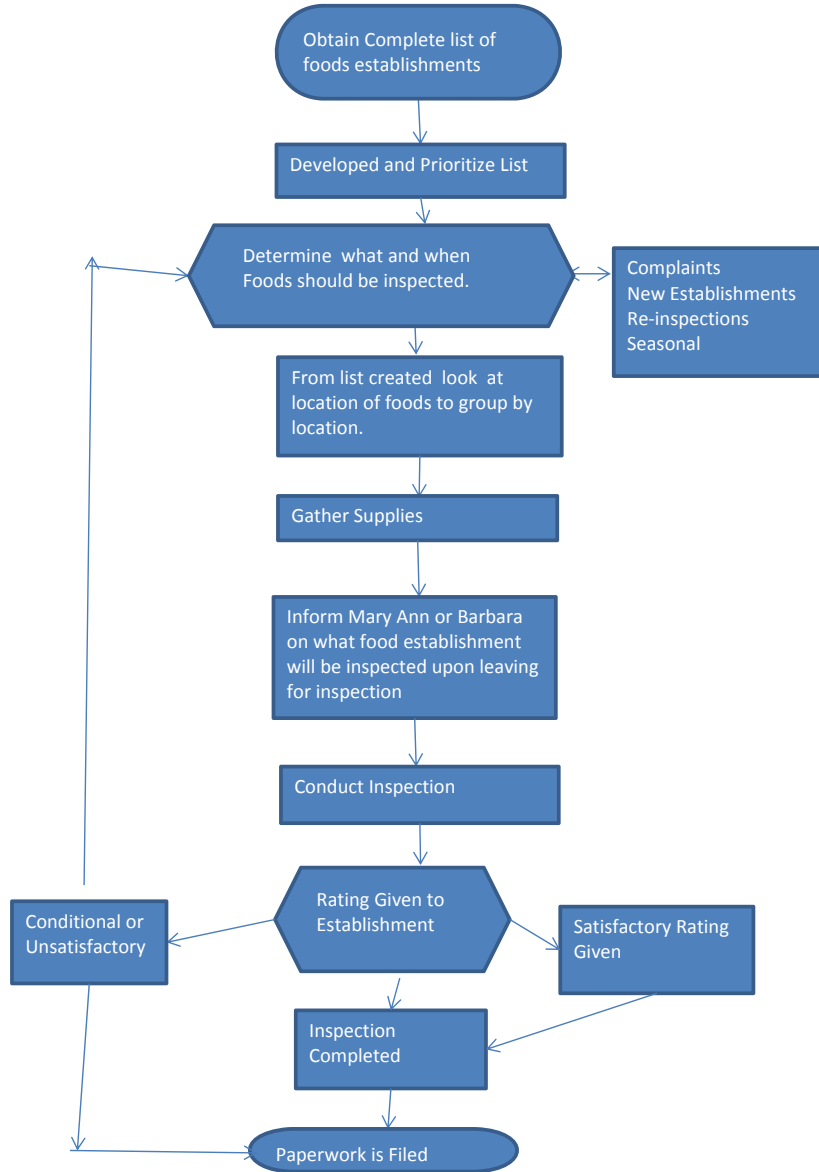 Obtain Complete list of
foods establishments
Developed and Prioritize List
Determine what and when
Foods should be inspected.
Complaints
New Establishments
Re-inspections
Seasonal
From list created look at
location of foods to group by
location.
Gather Supplies
Inform Mary Ann or Barbara
on what food establishment
will be inspected upon leaving
for inspection
Conduct Inspection
Rating Given to
Establishment
Conditional or
Unsatisfactory
Satisfactory Rating
Given
Inspection
Completed
Paperwork is Filed